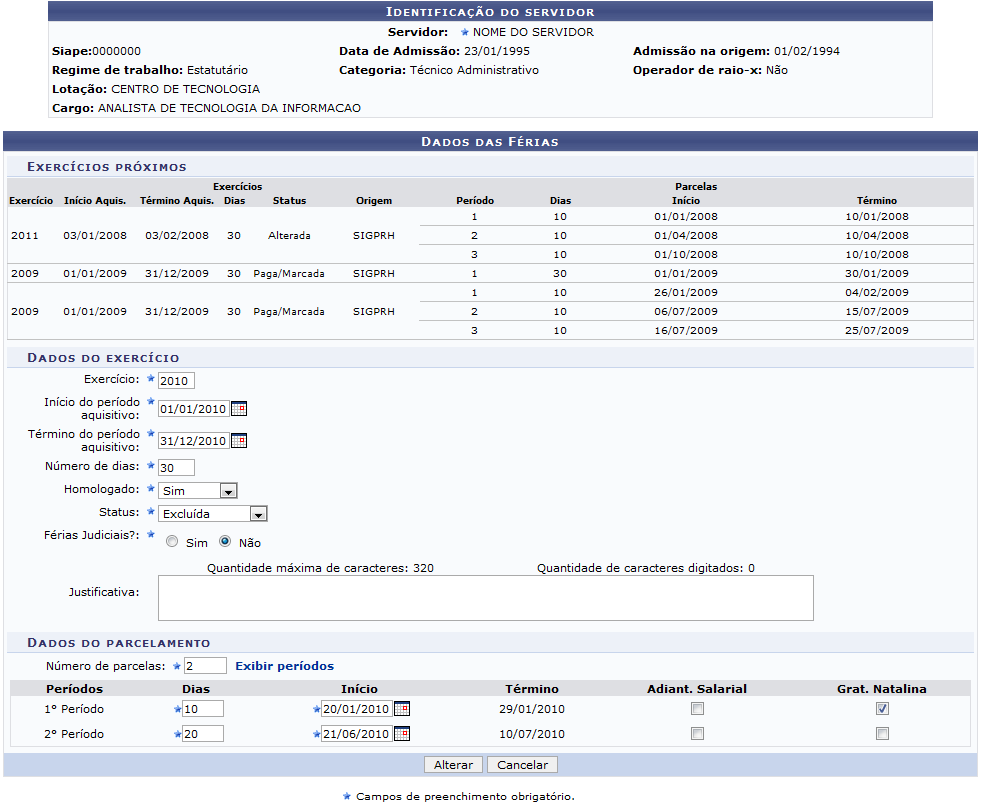 IDENTIFICAÇÃO DO SERVIDOR
Servidor: NOME DO SERVIDOR
Siape:0000000 Data de Admissão: 23/01/1995 Admissão na origem: 01/02/1994
Regime de trabalho: Estatutário Categoria: Técnico Administrativo Operador de raio-x: Não
Lotação: CENTRO DE TECNOLOGIA
Cargo: ANALISTA DE TECNOLOGIA DA INFORMACAO
DADOS DAS FÉRIAS
EXERCÍCIOS PRÓXIMOS
Exercícios Parcelas
Exercício Início Aquis. Término Aquis. Dias Status Origem Período Dias Início Término
1 10 01/01/2008 10/01/2008
2011 03/01/2008 03/02/2008 30 Alterada SIGPRH 2 10 01/04/2008 10/04/2008
3 10 01/10/2008 10/10/2008
2009 01/01/2009 31/12/2009 30 Paga/Marcada SIGPRH 1 30 01/01/2009 30/01/2009
1 10 26/01/2009 04/02/2009
2009 01/01/2009 31/12/2009 30 Paga/Marcada SIGPRH 2 10 06/07/2009 15/07/2009
3 10 16/07/2009 25/07/2009
DADOS DO EXERCÍCIO
Exercício: 2010
Início do período
aquisitivo: 01/01/2010
Término do período
aquisitivo: 31/12/2010
Número de dias: 30
Homologado: Sim
Status: Excluída
Férias Judiciais?: Sim Não
Quantidade máxima de caracteres: 320 Quantidade de caracteres digitados: 0
Justificativa:
DADOS DO PARCELAMENTO
Número de parcelas: 2 Exibir períodos
Períodos Dias Início Término Adiant. Salarial Grat. Natalina
1º Período 10 20/01/2010 29/01/2010
2º Período 20 21/06/2010 10/07/2010
Alterar Cancelar
Campos de preenchimento obrigatório.